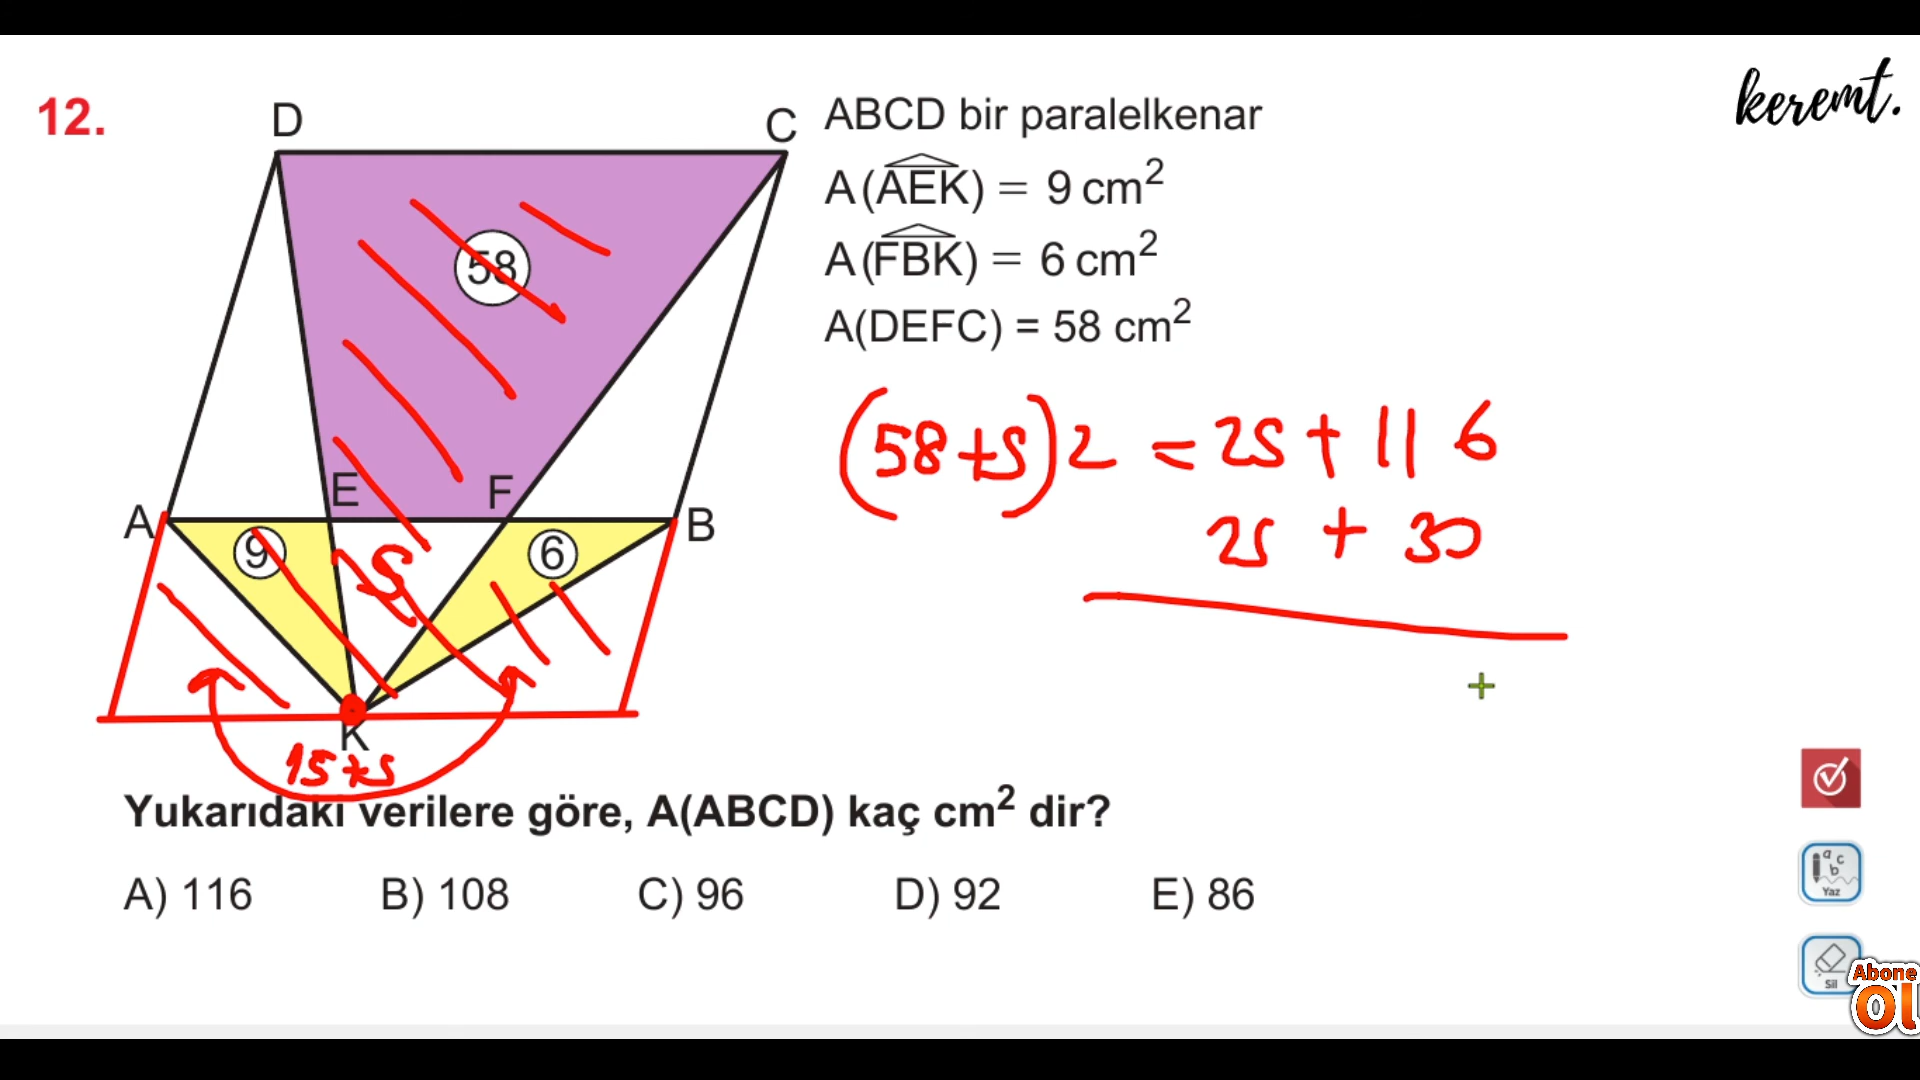 keremt.
12.
D
C
ABCD bir paralelkenar
A(AEK) = 9 cm²
A(FBK) = 6 cm²
A(DEFC) = 58 cm²
58
(58+S)2 = 2S + 116
2S + 30
E
F
A
B
9
S
6
K
15+S
Yukarıdaki verilere göre, A(ABCD) kaç cm² dir?
A) 116 B) 108 C) 96 D) 92 E) 86
a b c
Yaz
Sil
Abone
Ol